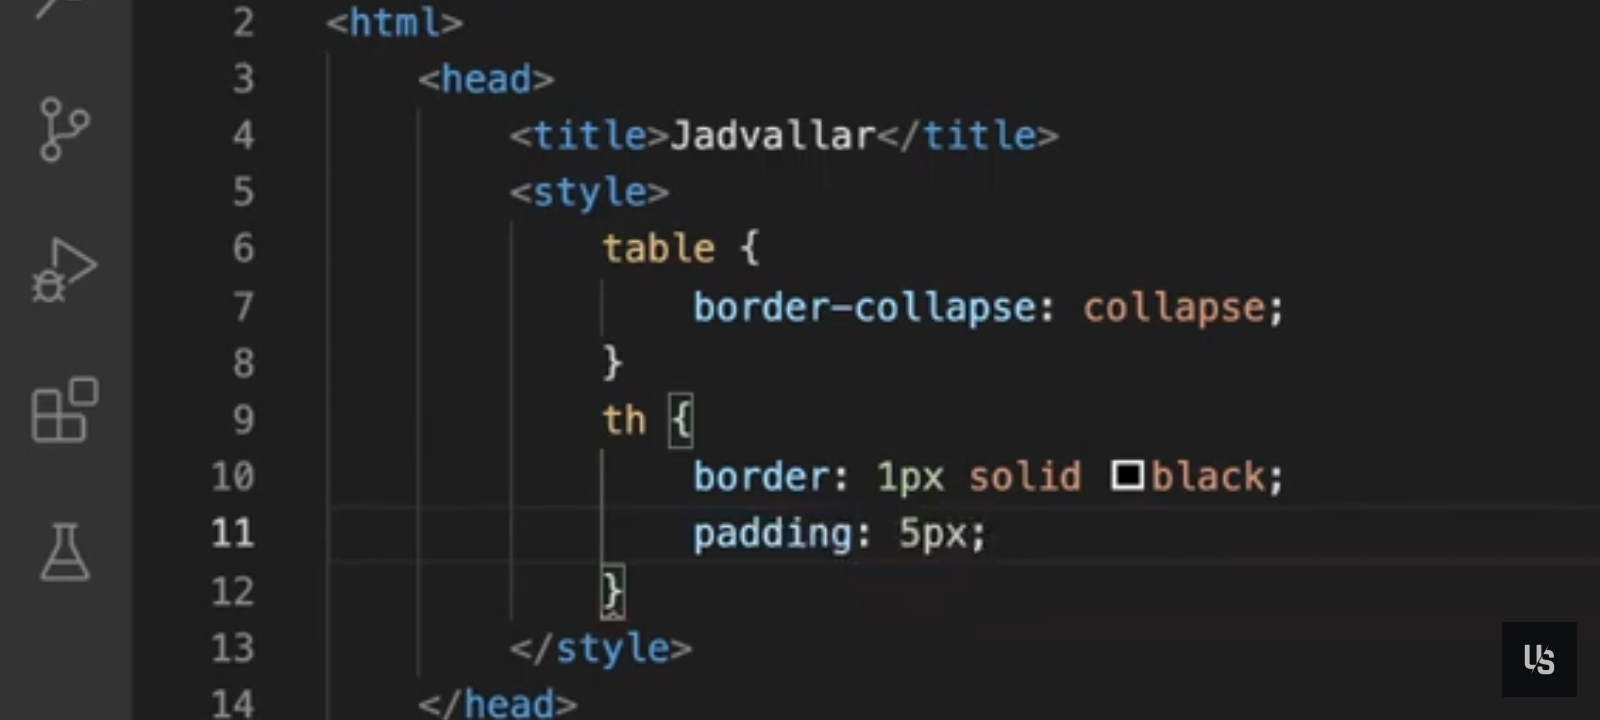 2 <html>
3 <head>
4 <title>Jadvallar</title>
5 <style>
6 table {
7 border-collapse: collapse;
8 }
9 th {
10 border: 1px solid black;
11 padding: 5px;
12 }
13 </style>
14 </head>
US